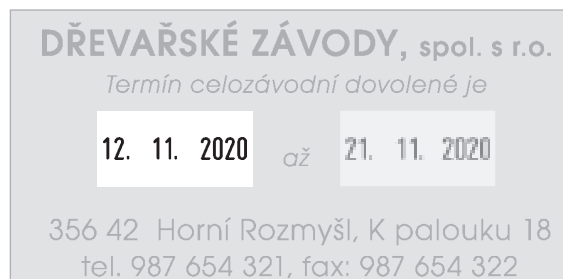 DŘEVAŘSKÉ ZÁVODY, spol. s r.o.
Termín celozávodní dovolené je
12. 11. 2020 až 21. 11. 2020
356 42 Horní Rozmyšl, K palouku 18
tel. 987 654 321, fax: 987 654 322